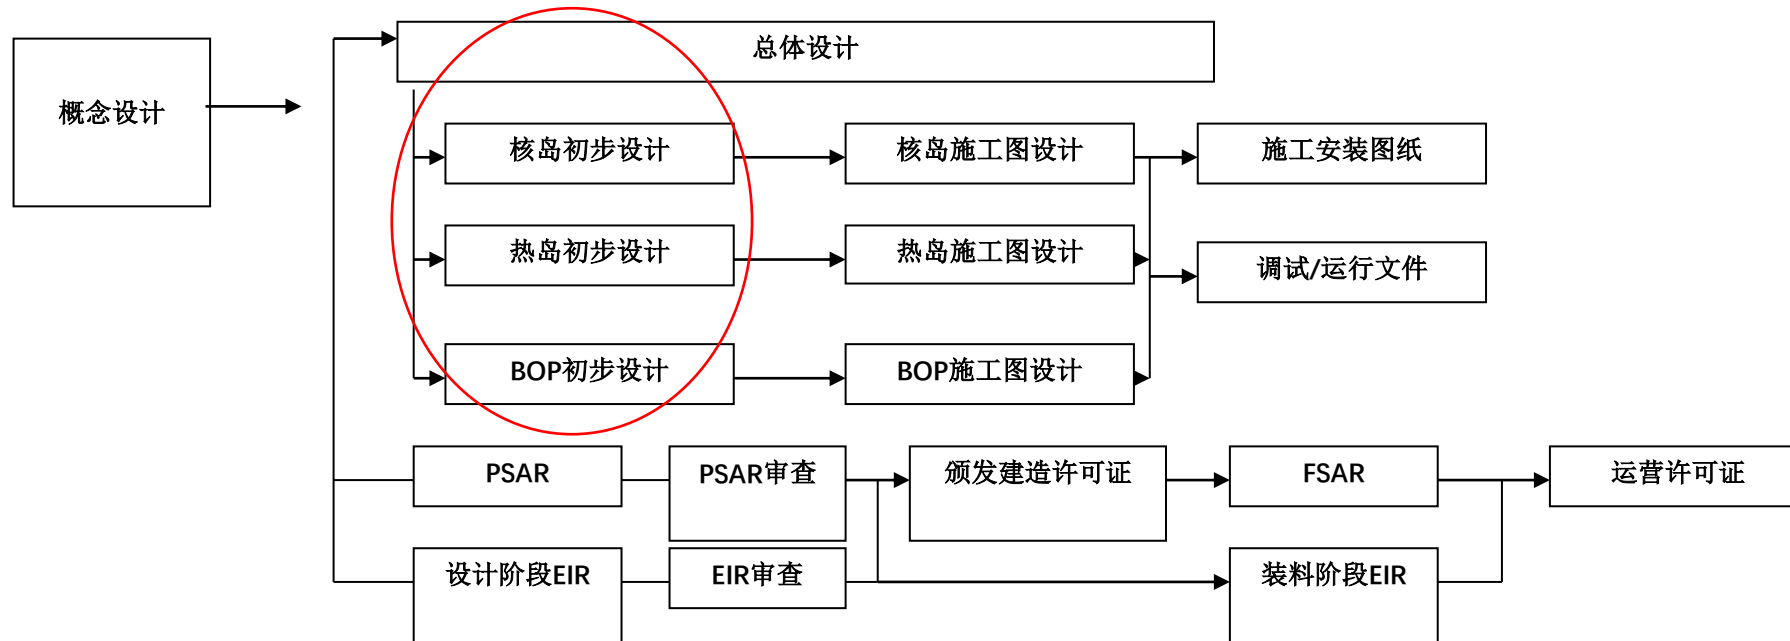 总体设计
概念设计
核岛初步设计
核岛施工图设计
施工安装图纸
热岛初步设计
热岛施工图设计
调试/运行文件
BOP初步设计
BOP施工图设计
PSAR
PSAR审查
颁发建造许可证
FSAR
运营许可证
设计阶段EIR
EIR审查
装料阶段EIR